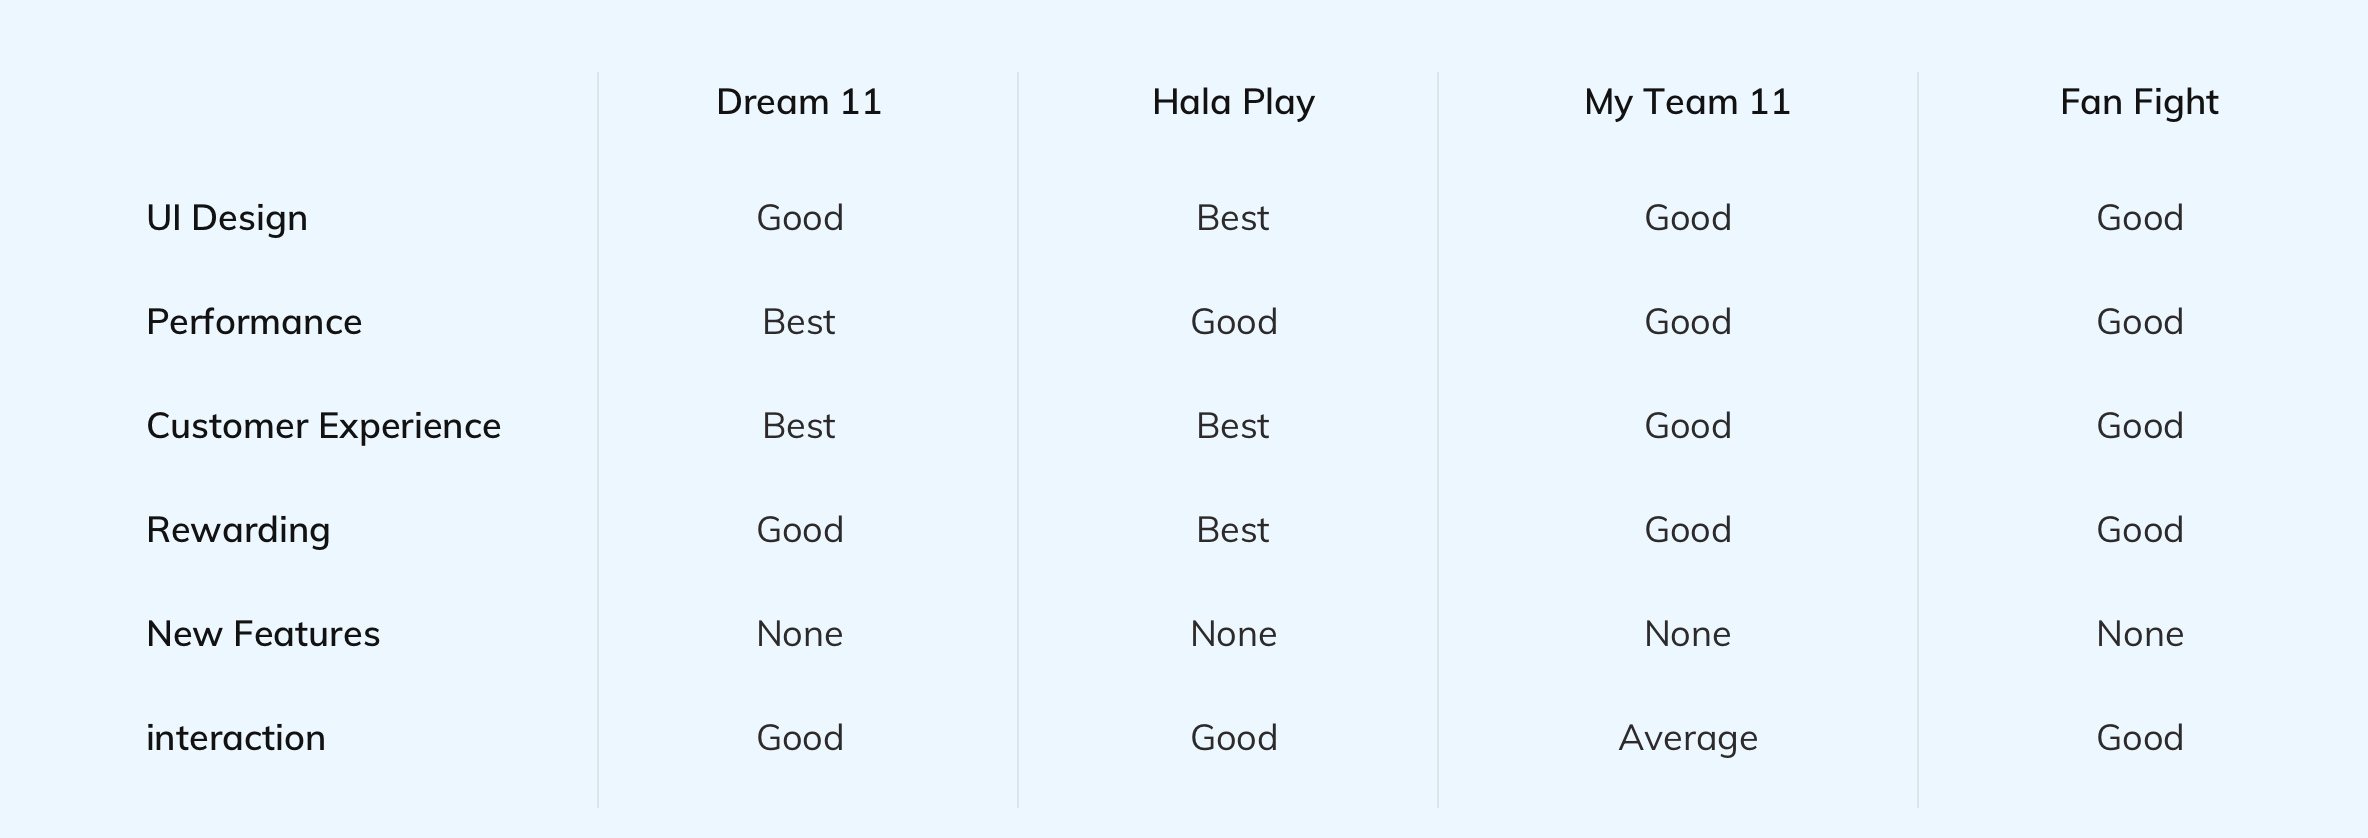 Dream 11 Hala Play My Team 11 Fan Fight
UI Design Good Best Good Good
Performance Best Good Good Good
Customer Experience Best Best Good Good
Rewarding Good Best Good Good
New Features None None None None
interaction Good Good Average Good